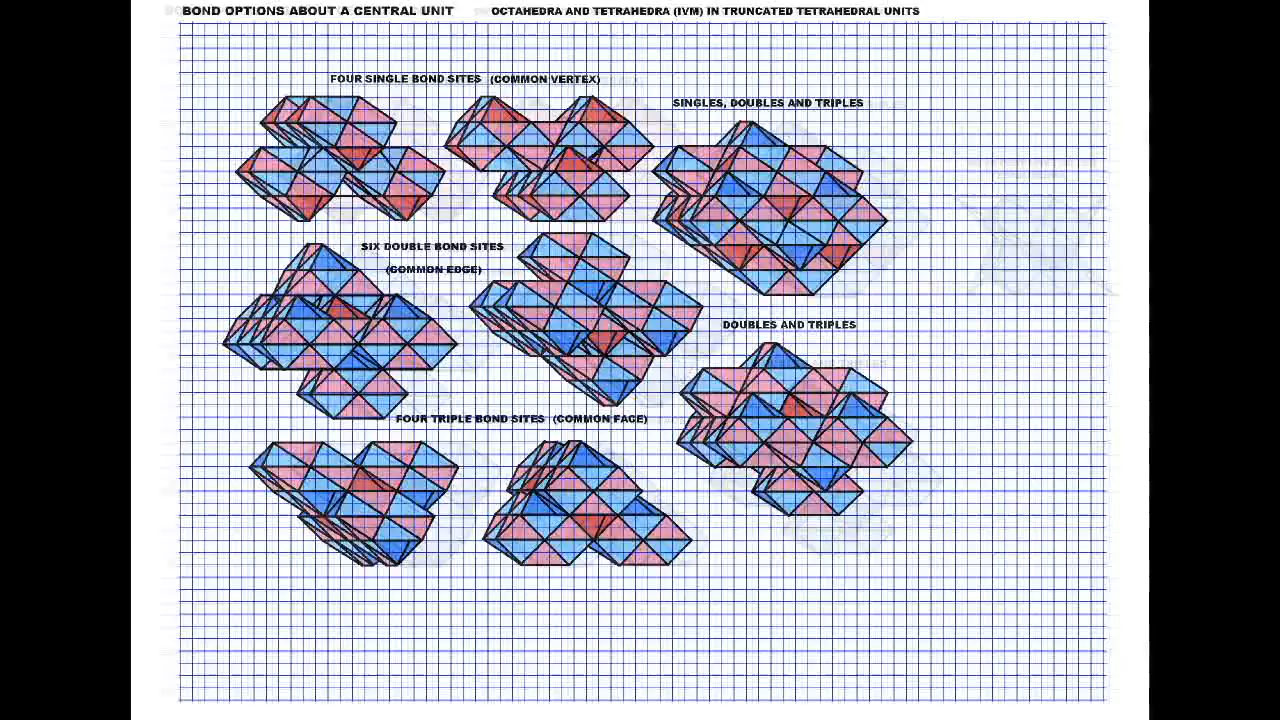 BOND OPTIONS ABOUT A CENTRAL UNIT
OCTAHEDRA AND TETRAHEDRA (IVM) IN TRUNCATED TETRAHEDRAL UNITS
FOUR SINGLE BOND SITES (COMMON VERTEX)
SINGLES, DOUBLES AND TRIPLES
SIX DOUBLE BOND SITES
(COMMON EDGE)
DOUBLES AND TRIPLES
FOUR TRIPLE BOND SITES (COMMON FACE)